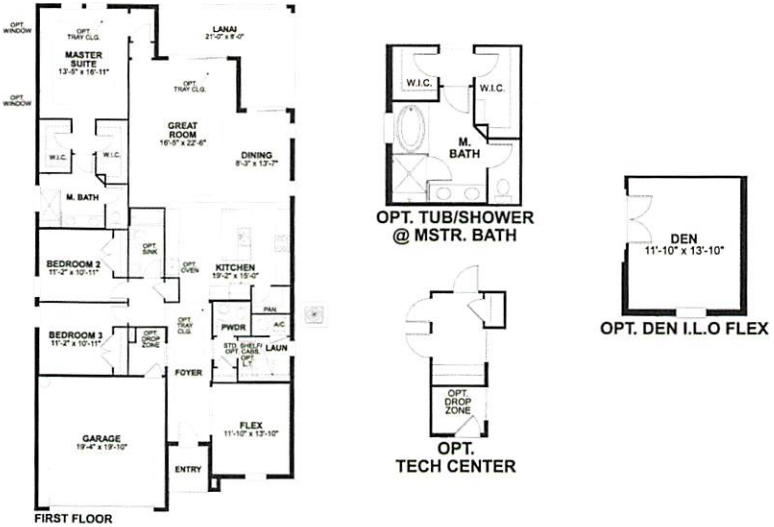 OPT.
WINDOW
OPT.
TRAY CLG.
MASTER
SUITE
13'-5" x 16'-11"
LANAI
21'-0" x 8'-0"
OPT.
WINDOW
OPT.
TRAY CLG.
GREAT
ROOM
16'-5" x 22'-6"
DINING
8'-3" x 13'-7"
W.I.C.
W.I.C.
M. BATH
BEDROOM 2
11'-2" x 10'-11"
OPT.
SINK
OPT.
OVEN
KITCHEN
19'-2" x 15'-0"
PAN.
BEDROOM 3
11'-2" x 10'-11"
OPT.
DROP
ZONE
OPT.
TRAY
CLG.
PWDR
A/C
LAUN
STD. SHELF/
OPT. CABS.
OPT.
L.T.
FOYER
FLEX
11'-10" x 13'-10"
GARAGE
19'-4" x 19'-10"
ENTRY
FIRST FLOOR
W.I.C.
W.I.C.
M.
BATH
OPT. TUB/SHOWER
@ MSTR. BATH
OPT.
DROP
ZONE
OPT.
TECH CENTER
DEN
11'-10" x 13'-10"
OPT. DEN I.L.O FLEX